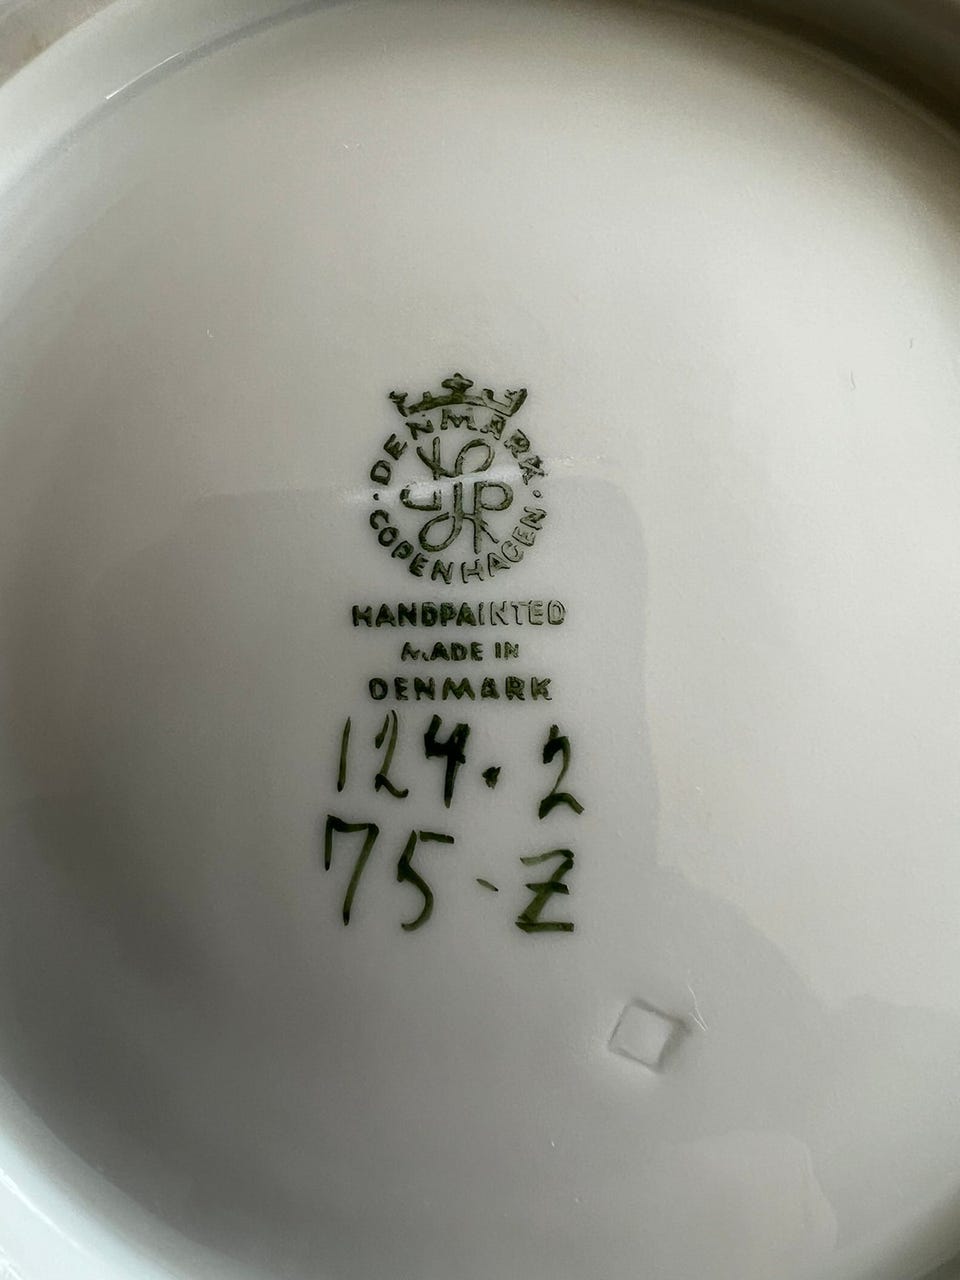 DENMARK
COPENHAGEN
HANDPAINTED
MADE IN
DENMARK
124. 2
75-Z